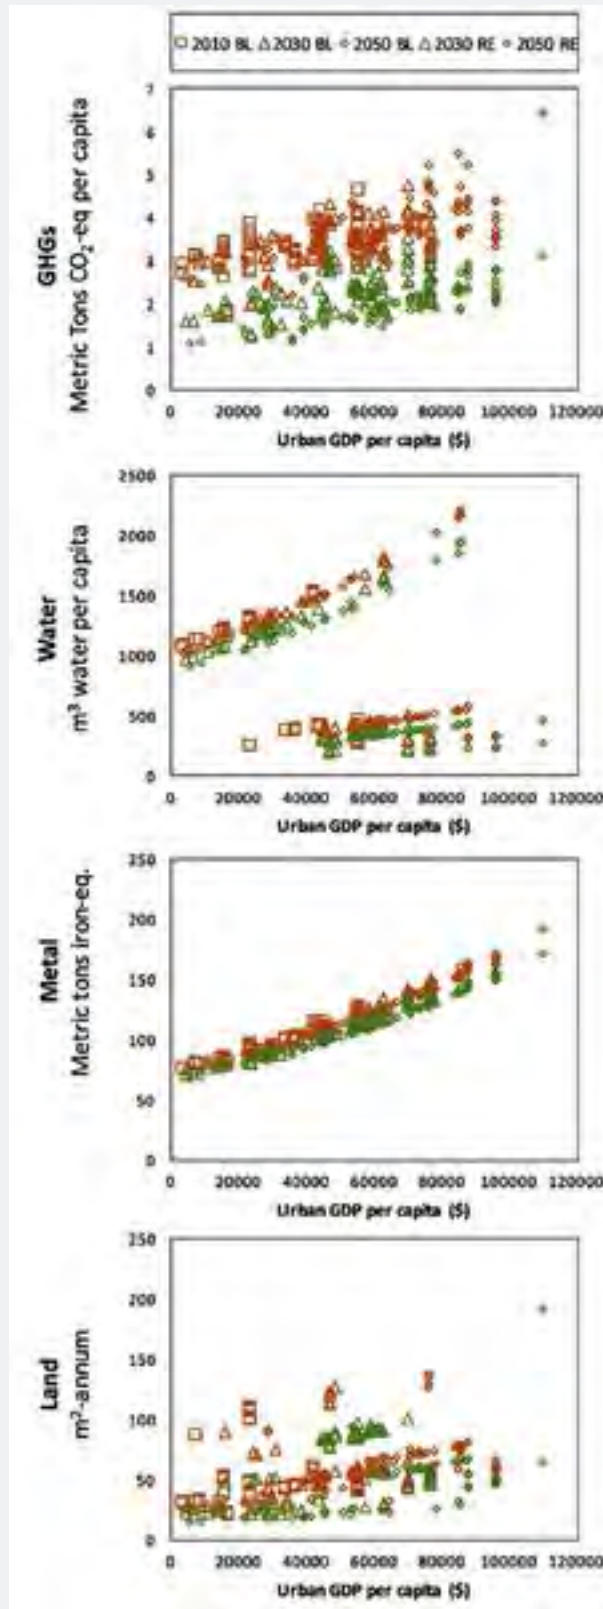 2010 BL 2030 BL 2050 BL 2030 RE 2050 RE
GHGs
Metric Tons CO₂-eq per capita
7
6
5
4
3
2
1
0
0 20000 40000 60000 80000 100000 120000
Urban GDP per capita ($)
Water
m³ water per capita
2500
2000
1500
1000
500
0
0 20000 40000 60000 80000 100000 120000
Urban GDP per capita ($)
Metal
Metric tons iron-eq.
250
200
150
100
50
0
0 20000 40000 60000 80000 100000 120000
Urban GDP per capita ($)
Land
m²-annum
250
200
150
100
50
0
0 20000 40000 60000 80000 100000 120000
Urban GDP per capita ($)